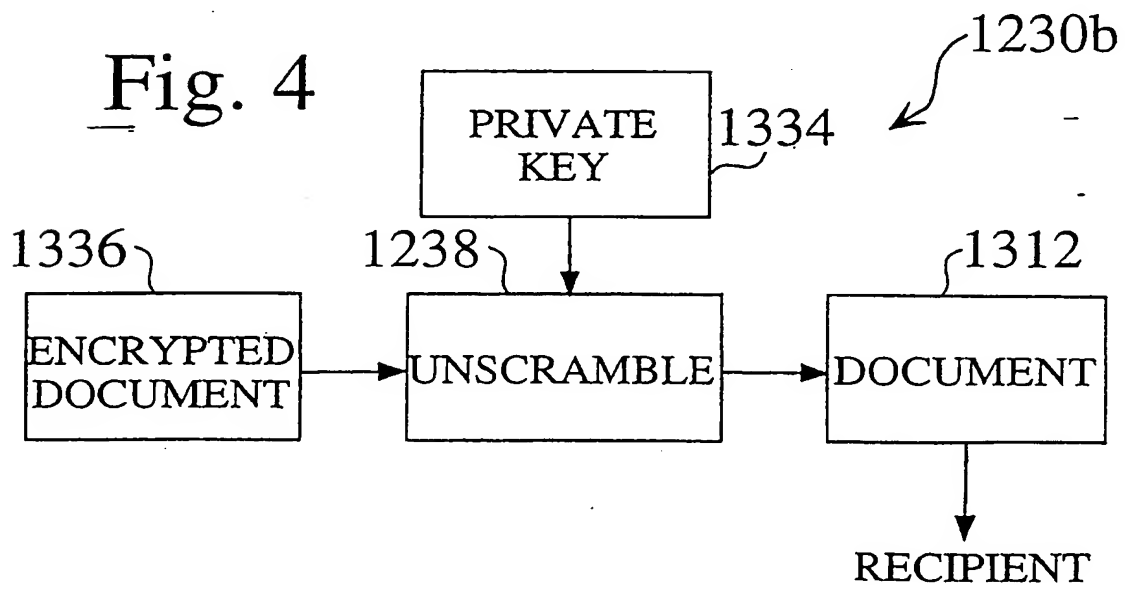 Fig. 4
1230b
PRIVATE
KEY
1334
1336
1238
1312
ENCRYPTED
DOCUMENT
UNSCRAMBLE
DOCUMENT
RECIPIENT